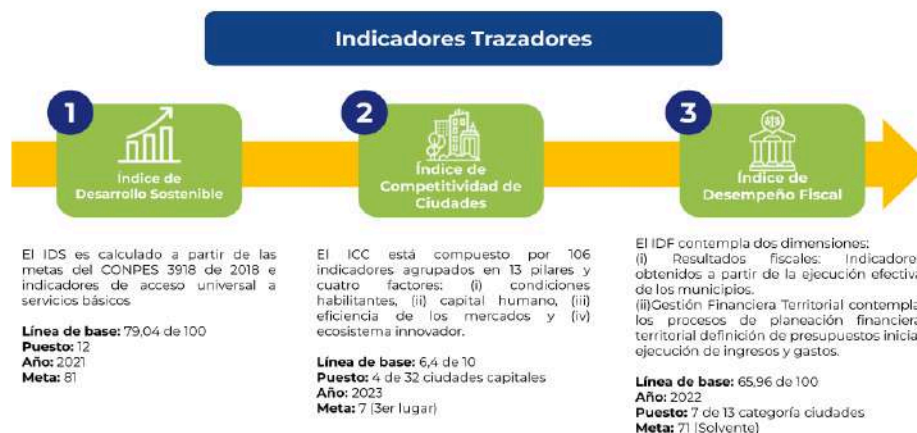 Indicadores Trazadores
1
Índice de
Desarrollo Sostenible
El IDS es calculado a partir de las
metas del CONPES 3918 de 2018 e
indicadores de acceso universal a
servicios básicos
Línea de base: 79,04 de 100
Puesto: 12
Año: 2021
Meta: 81
2
Índice de
Competitividad de
Ciudades
El ICC está compuesto por 106
indicadores agrupados en 13 pilares y
cuatro factores: (i) condiciones
habilitantes, (ii) capital humano, (iii)
eficiencia de los mercados y (iv)
ecosistema innovador.
Línea de base: 6,4 de 10
Puesto: 4 de 32 ciudades capitales
Año: 2023
Meta: 7 (3er lugar)
3
Índice de
Desempeño Fiscal
El IDF contempla dos dimensiones:
(i) Resultados fiscales: Indicadore
obtenidos a partir de la ejecución efectiva
de los municipios.
(ii)Gestión Financiera Territorial contempla
los procesos de planeación financiera
territorial definición de presupuestos inicia
ejecución de ingresos y gastos.
Línea de base: 65,96 de 100
Año: 2022
Puesto: 7 de 13 categoría ciudades
Meta: 71 (Solvente)